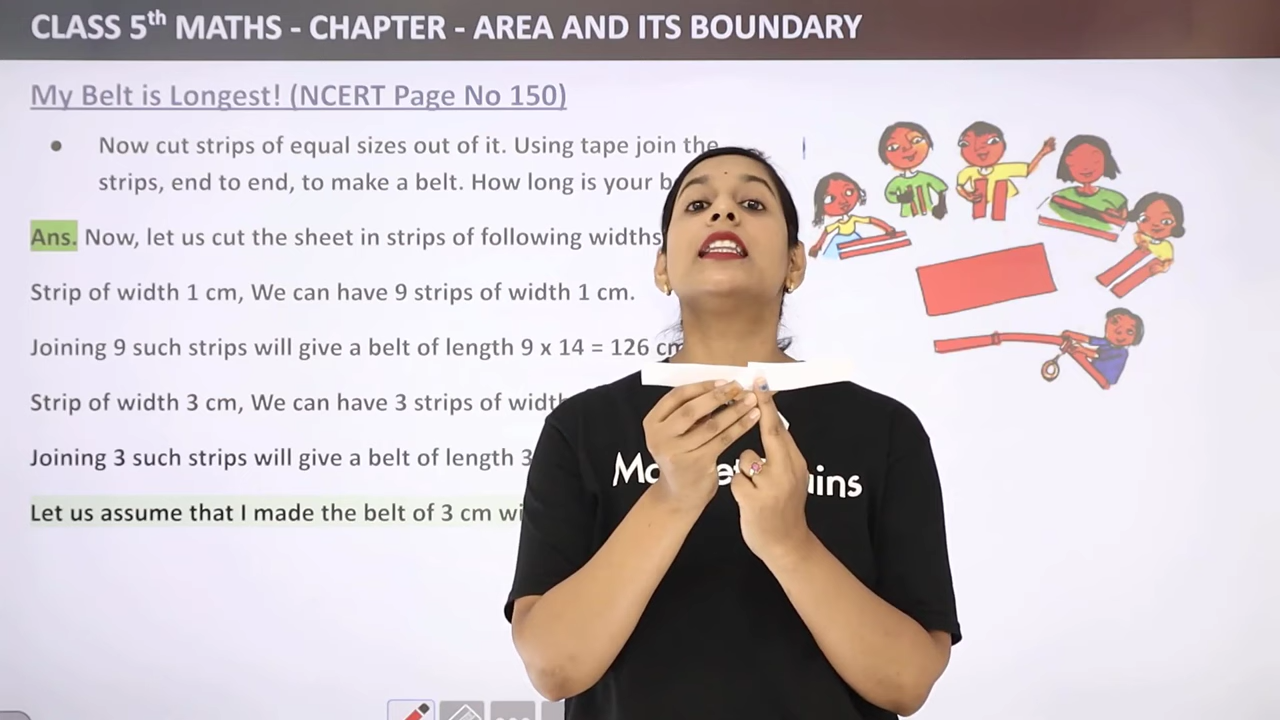 CLASS 5th MATHS - CHAPTER - AREA AND ITS BOUNDARY
My Belt is Longest! (NCERT Page No 150)
• Now cut strips of equal sizes out of it. Using tape join the
strips, end to end, to make a belt. How long is your
Ans. Now, let us cut the sheet in strips of following widths
Strip of width 1 cm, We can have 9 strips of width 1 cm.
Joining 9 such strips will give a belt of length 9 x 14 = 126 cm
Strip of width 3 cm, We can have 3 strips of
Joining 3 such strips will give a belt of length 3
Let us assume that I made the belt of 3 cm